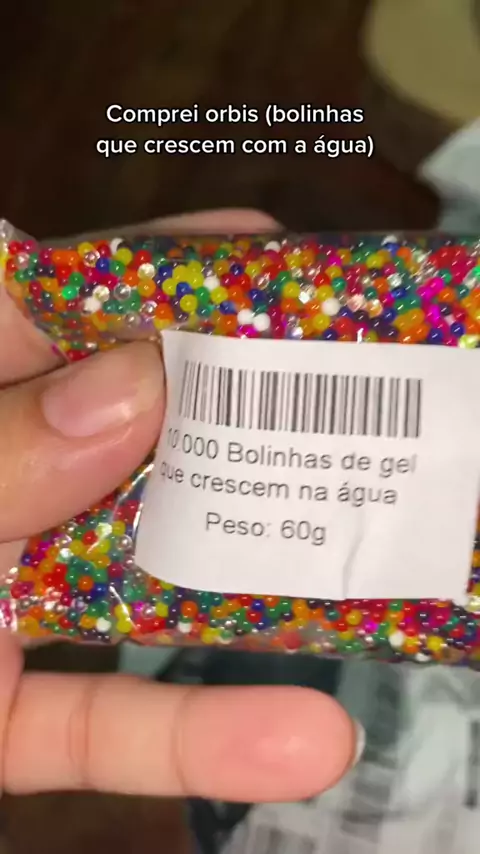 Comprei orbis (bolinhas
que crescem com a água)
10.000 Bolinhas de gel
que crescem na água
Peso: 60g